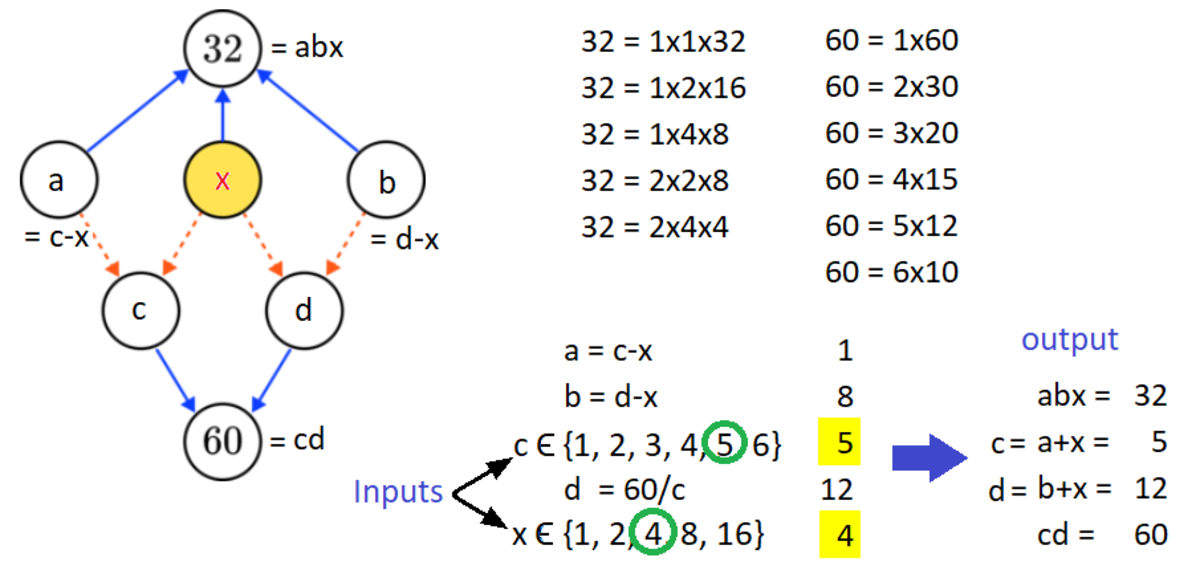 32 = abx
a
x
b
= c-x
= d-x
c
d
60 = cd
32 = 1x1x32
32 = 1x2x16
32 = 1x4x8
32 = 2x2x8
32 = 2x4x4
60 = 1x60
60 = 2x30
60 = 3x20
60 = 4x15
60 = 5x12
60 = 6x10
a = c-x 1
b = d-x 8
Inputs
c ∈ {1, 2, 3, 4, 5, 6} 5
d = 60/c 12
x ∈ {1, 2, 4, 8, 16} 4
output
abx = 32
c = a+x = 5
d = b+x = 12
cd = 60